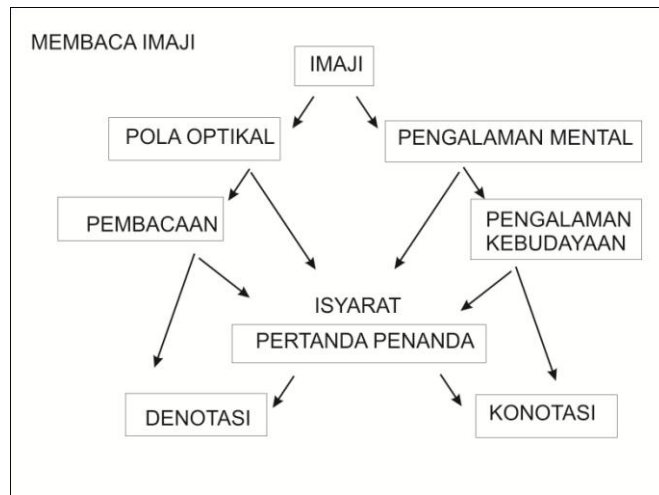 MEMBACA IMAJI
IMAJI
POLA OPTIKAL
PENGALAMAN MENTAL
PEMBACAAN
PENGALAMAN
KEBUDAYAAN
ISYARAT
PERTANDA PENANDA
DENOTASI
KONOTASI